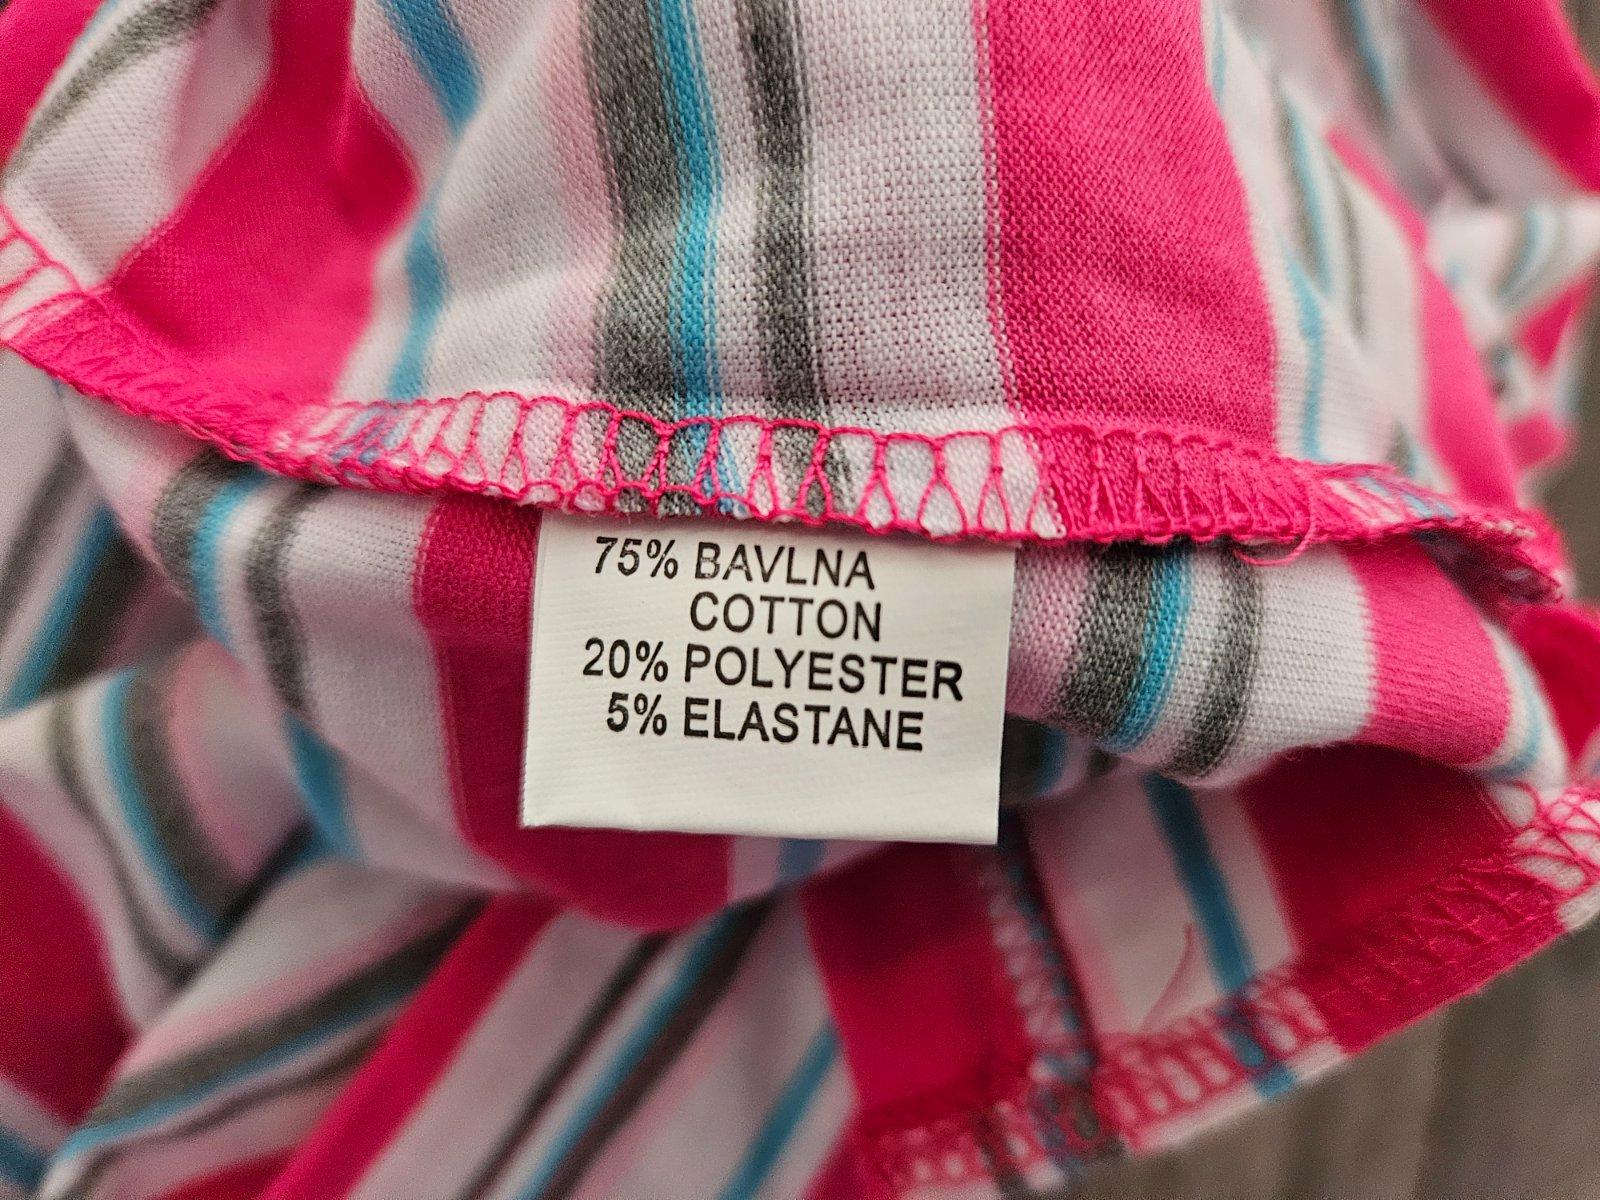 75% BAVLNA
COTTON
20% POLYESTER
5% ELASTANE